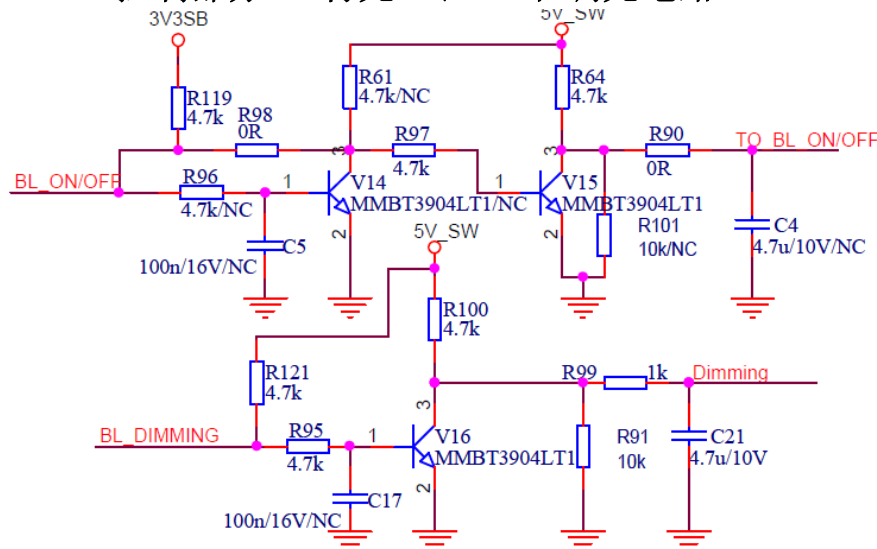 3V3SB
5V_SW
R119
4.7k
R98
0R
R61
4.7k/NC
R64
4.7k
R97
4.7k
R90
0R
TO_BL_ON/OFF
BL_ON/OFF
R96
4.7k/NC
1
3
V14
MMBT3904LT1/NC
2
1
3
V15
MMBT3904LT1
2
R101
10k/NC
C4
4.7u/10V/NC
C5
100n/16V/NC
5V_SW
R100
4.7k
R121
4.7k
R99
1k
Dimming
BL_DIMMING
R95
4.7k
1
3
V16
MMBT3904LT1
2
R91
10k
C21
4.7u/10V
C17
100n/16V/NC